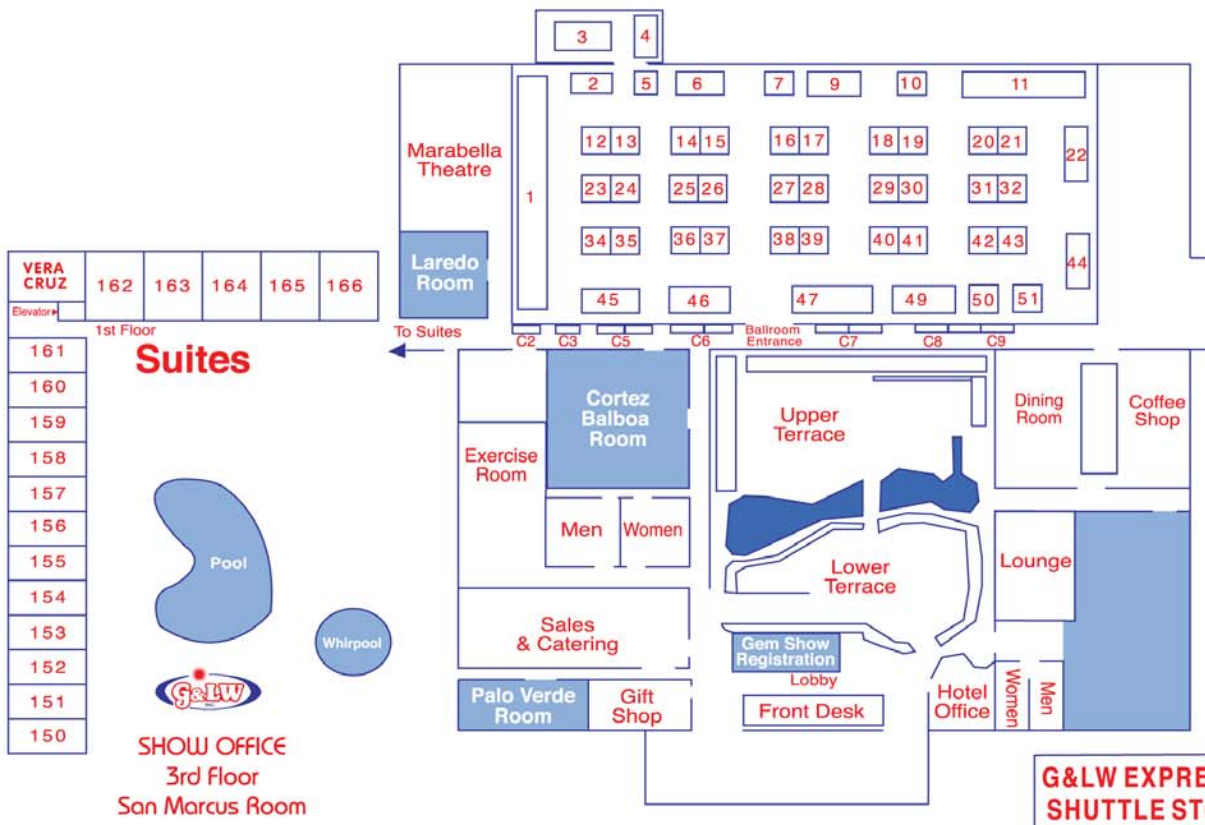 3
4
2
5
6
7
9
10
11
Marabella
Theatre
1
12 13
14 15
16 17
18 19
20 21
22
23 24
25 26
27 28
29 30
31 32
34 35
36 37
38 39
40 41
42 43
44
Laredo
Room
45
46
47
49
50
51
VERA
CRUZ
162
163
164
165
166
Elevator
1st Floor
To Suites
C2
C3
C5
C6
Ballroom
Entrance
C7
C8
C9
Suites
161
160
159
158
157
156
155
154
153
152
151
150
Pool
Whirpool
G&LW
SHOW OFFICE
3rd Floor
San Marcus Room
Cortez
Balboa
Room
Exercise
Room
Men
Women
Upper
Terrace
Lower
Terrace
Dining
Room
Coffee
Shop
Lounge
Sales
& Catering
Gem Show
Registration
Lobby
Palo Verde
Room
Gift
Shop
Front Desk
Hotel
Office
Women
Men
G&LW EXPRE
SHUTTLE ST